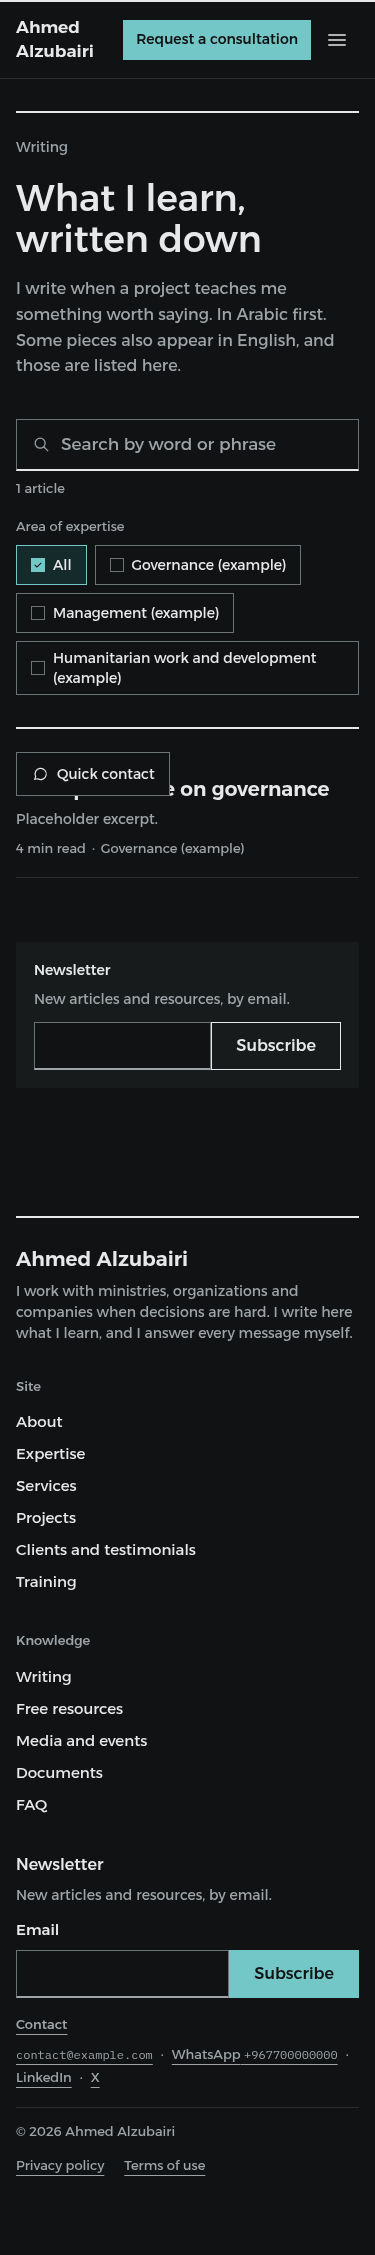 Ahmed
Alzubairi
Request a consultation
Writing
What I learn,
written down
I write when a project teaches me
something worth saying. In Arabic first.
Some pieces also appear in English, and
those are listed here.
Search by word or phrase
1 article
Area of expertise
All
Governance (example)
Management (example)
Humanitarian work and development
(example)
Quick contact
on governance
Placeholder excerpt.
4 min read · Governance (example)
Newsletter
New articles and resources, by email.
Subscribe
Ahmed Alzubairi
I work with ministries, organizations and
companies when decisions are hard. I write here
what I learn, and I answer every message myself.
Site
About
Expertise
Services
Projects
Clients and testimonials
Training
Knowledge
Writing
Free resources
Media and events
Documents
FAQ
Newsletter
New articles and resources, by email.
Email
Subscribe
Contact
contact@example.com · WhatsApp +967700000000 ·
LinkedIn · X
© 2026 Ahmed Alzubairi
Privacy policy Terms of use